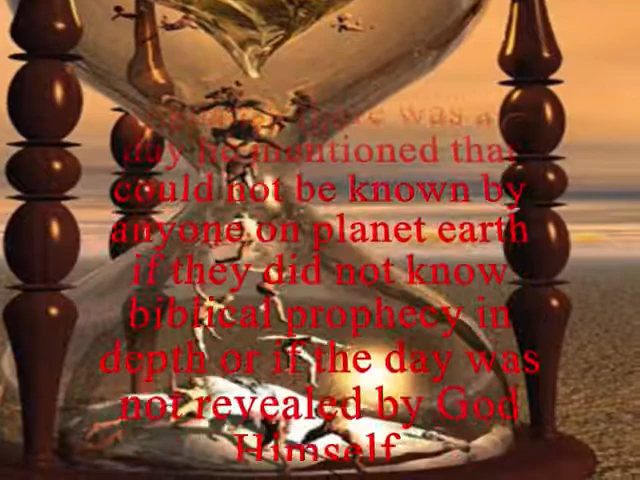 there was a
day he mentioned that
could not be known by
anyone on planet earth
if they did not know
biblical prophecy in
depth or if the day was
not revealed by God
Himself